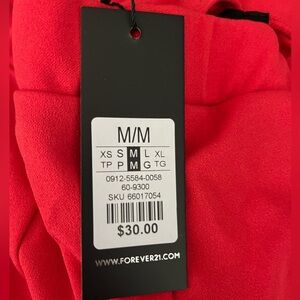 M/M
XS S M L XL
TP P M G TG
0912-5584-0058
60-9300
SKU 66017054
$30.00
WWW.FOREVER21.COM